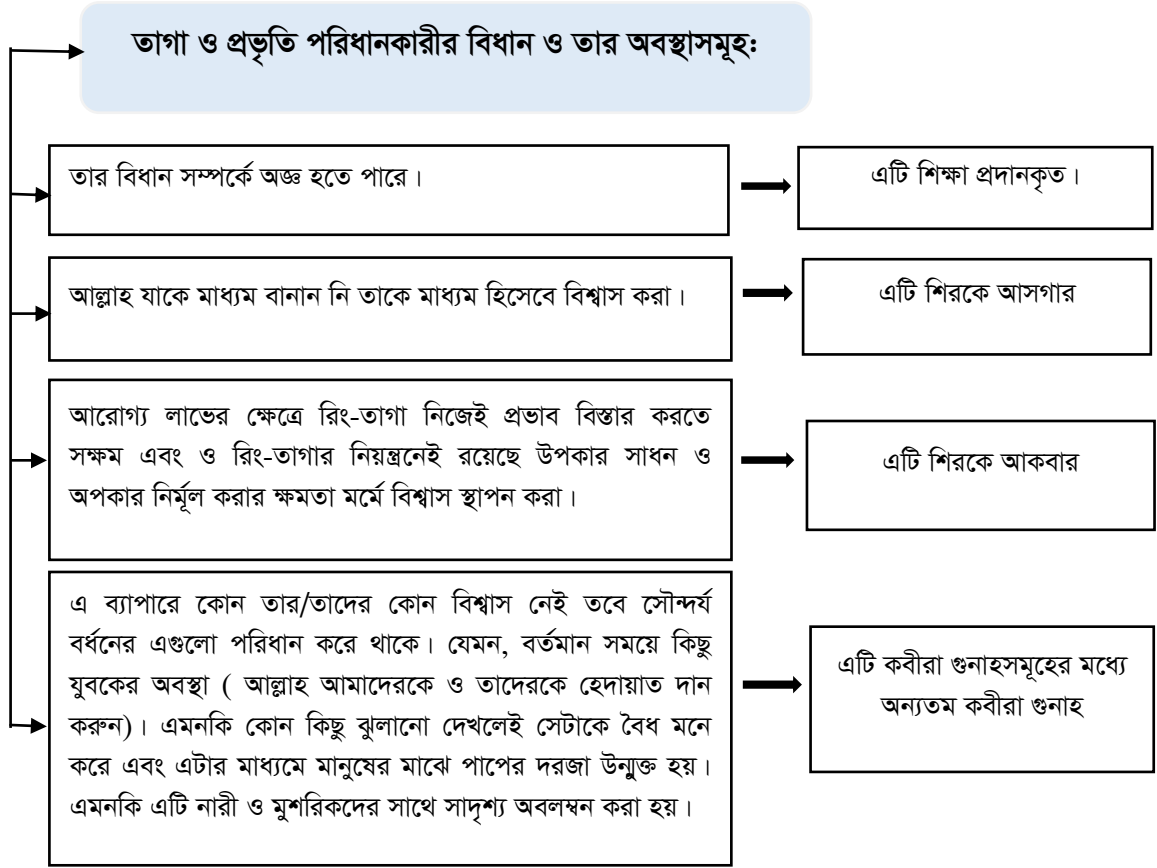 তাগা ও প্রভৃতি পরিধানকারীর বিধান ও তার অবস্থাসমূহ:
তার বিধান সম্পর্কে অজ্ঞ হতে পারে।
এটি শিক্ষা প্রদানকৃত।
আল্লাহ যাকে মাধ্যম বানান নি তাকে মাধ্যম হিসেবে বিশ্বাস করা।
এটি শিরকে আসগার
আরোগ্য লাভের ক্ষেত্রে রিং-তাগা নিজেই প্রভাব বিস্তার করতে
সক্ষম এবং ও রিং-তাগার নিয়ন্ত্রনেই রয়েছে উপকার সাধন ও
অপকার নির্মূল করার ক্ষমতা মর্মে বিশ্বাস স্থাপন করা।
এটি শিরকে আকবার
এ ব্যাপারে কোন তার/তাদের কোন বিশ্বাস নেই তবে সৌন্দর্য
বর্ধনের এগুলো পরিধান করে থাকে। যেমন, বর্তমান সময়ে কিছু
যুবকের অবস্থা ( আল্লাহ আমাদেরকে ও তাদেরকে হেদায়াত দান
করুন)। এমনকি কোন কিছু ঝুলানো দেখলেই সেটাকে বৈধ মনে
করে এবং এটার মাধ্যমে মানুষের মাঝে পাপের দরজা উন্মুক্ত হয়।
এমনকি এটি নারী ও মুশরিকদের সাথে সাদৃশ্য অবলম্বন করা হয়।
এটি কবীরা গুনাহসমূহের মধ্যে
অন্যতম কবীরা গুনাহ